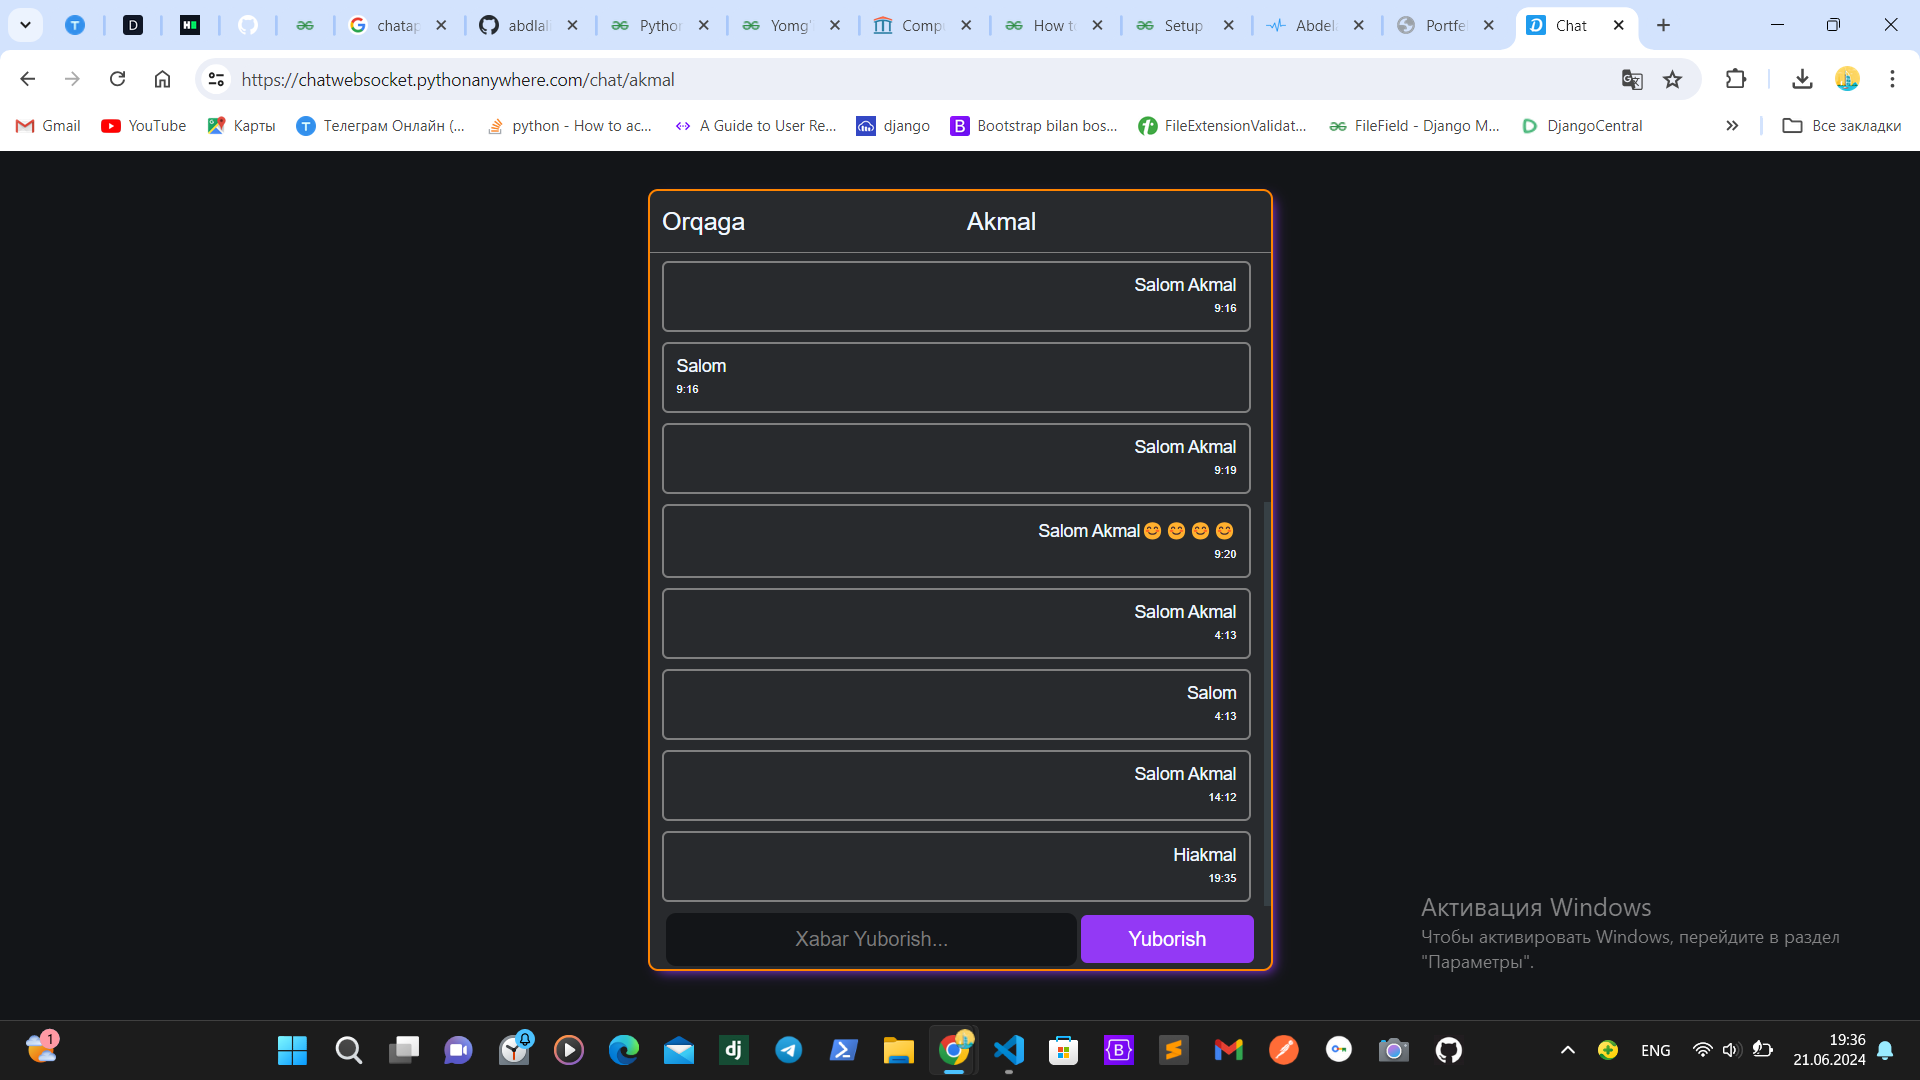 chatap
abdlali
Python
Yomg'
Comp
How t
Setup
Abdela
Portfe
Chat
https://chatwebsocket.pythonanywhere.com/chat/akmal
Gmail
YouTube
Карты
Телеграм Онлайн (...
python - How to ac...
A Guide to User Re...
django
Bootstrap bilan bos...
FileExtensionValidat...
FileField - Django M...
DjangoCentral
Все закладки
Orqaga
Akmal
Salom Akmal
9:16
Salom
9:16
Salom Akmal
9:19
Salom Akmal😊😊😊😊
9:20
Salom Akmal
4:13
Salom
4:13
Salom Akmal
14:12
Hiakmal
19:35
Xabar Yuborish...
Yuborish
Активация Windows
Чтобы активировать Windows, перейдите в раздел
"Параметры".
1
ENG
19:36
21.06.2024